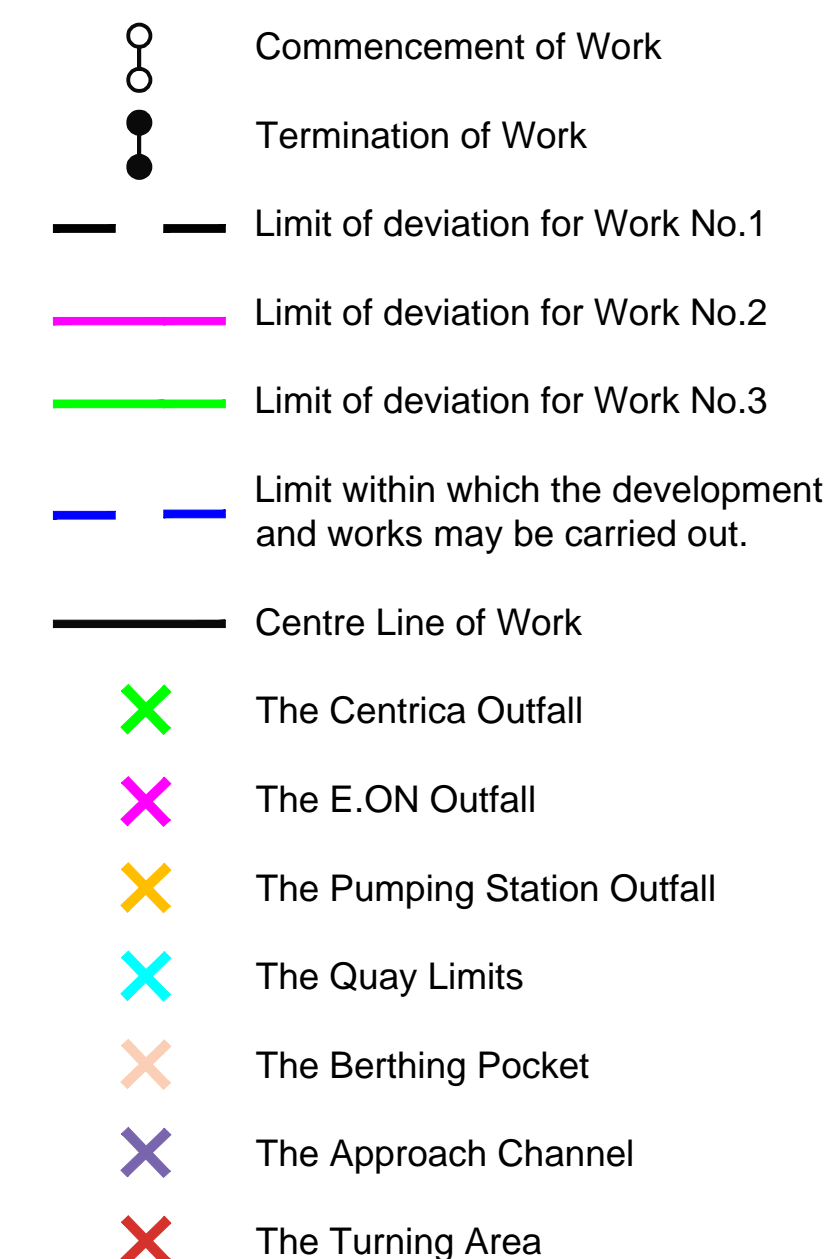 Commencement of Work
Termination of Work
Limit of deviation for Work No.1
Limit of deviation for Work No.2
Limit of deviation for Work No.3
Limit within which the development
and works may be carried out.
Centre Line of Work
The Centrica Outfall
The E.ON Outfall
The Pumping Station Outfall
The Quay Limits
The Berthing Pocket
The Approach Channel
The Turning Area